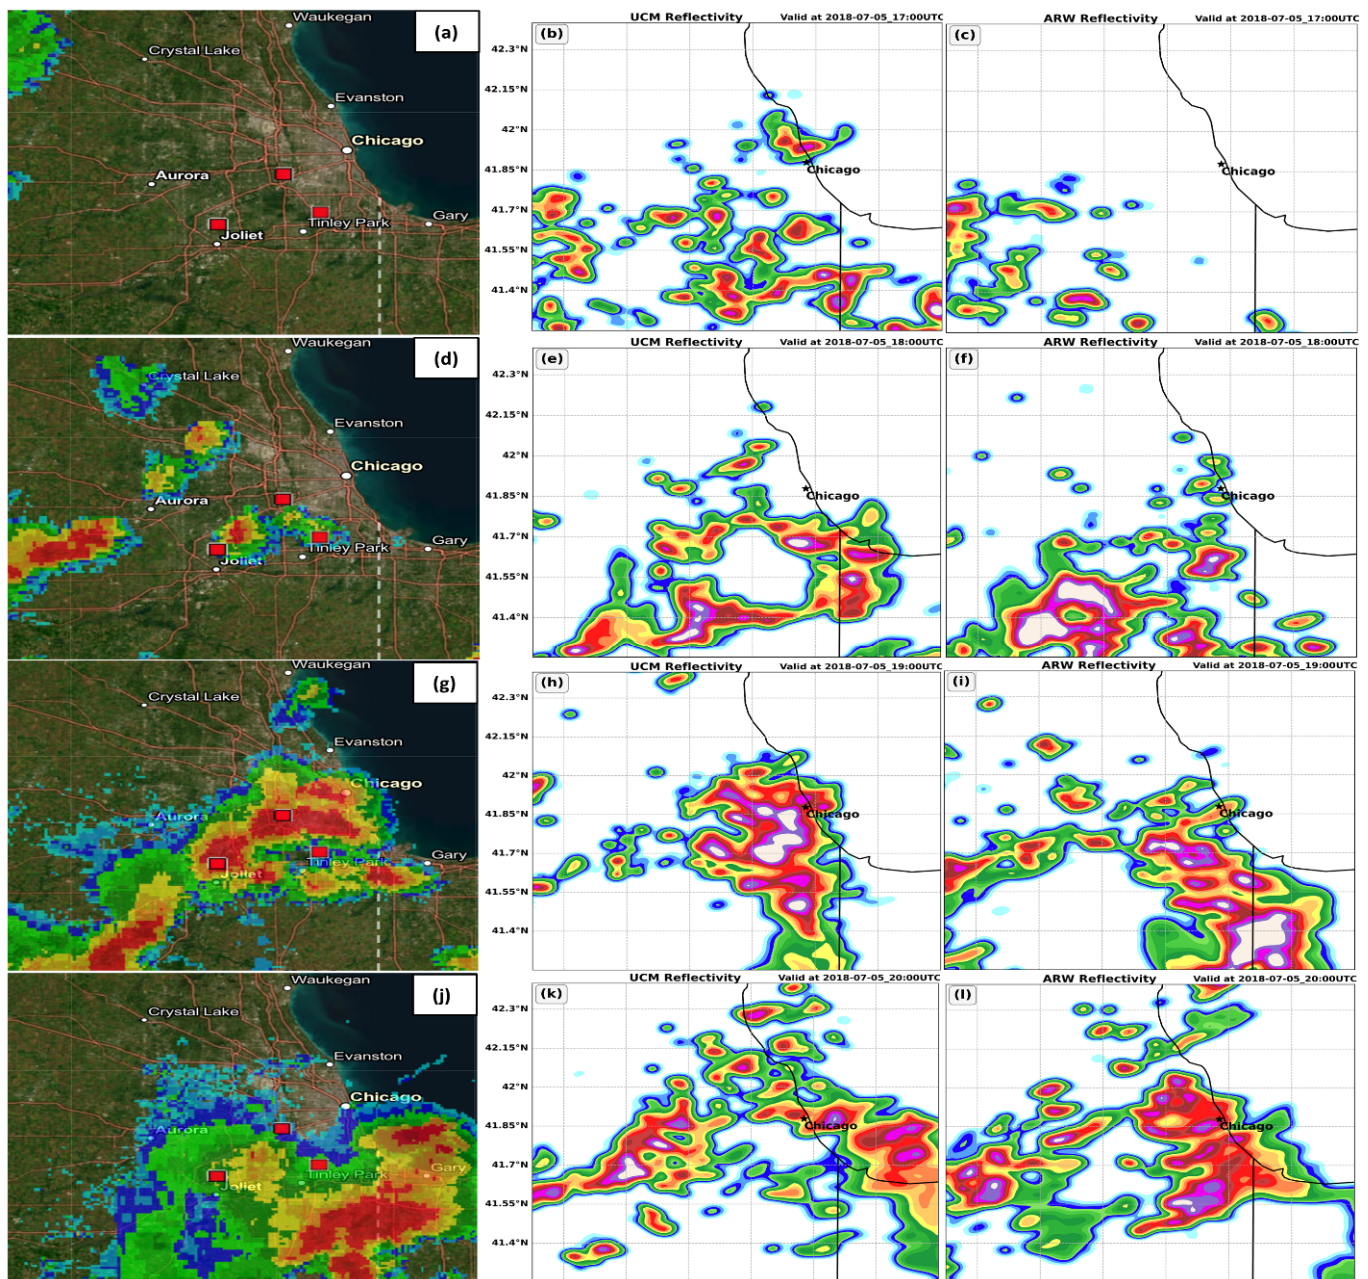 Waukegan
(a)
Crystal Lake
Evanston
Chicago
Aurora
Tinley Park
Gary
Joliet
UCM Reflectivity Valid at 2018-07-05_17:00UTC
(b)
42.3°N
42.15°N
42°N
41.85°N
41.7°N
41.55°N
41.4°N
Chicago
ARW Reflectivity Valid at 2018-07-05_17:00UTC
(c)
Chicago
Waukegan
(d)
Crystal Lake
Evanston
Chicago
Aurora
Tinley Park
Gary
Joliet
UCM Reflectivity Valid at 2018-07-05_18:00UTC
(e)
42.3°N
42.15°N
42°N
41.85°N
41.7°N
41.55°N
41.4°N
Chicago
ARW Reflectivity Valid at 2018-07-05_18:00UTC
(f)
Chicago
Waukegan
(g)
Crystal Lake
Evanston
Chicago
Aurora
Tinley Park
Gary
Joliet
UCM Reflectivity Valid at 2018-07-05_19:00UTC
(h)
42.3°N
42.15°N
42°N
41.85°N
41.7°N
41.55°N
41.4°N
Chicago
ARW Reflectivity Valid at 2018-07-05_19:00UTC
(i)
Chicago
Waukegan
(j)
Crystal Lake
Evanston
Chicago
Aurora
Tinley Park
Gary
Joliet
UCM Reflectivity Valid at 2018-07-05_20:00UTC
(k)
42.3°N
42.15°N
42°N
41.85°N
41.7°N
41.55°N
41.4°N
Chicago
ARW Reflectivity Valid at 2018-07-05_20:00UTC
(l)
Chicago